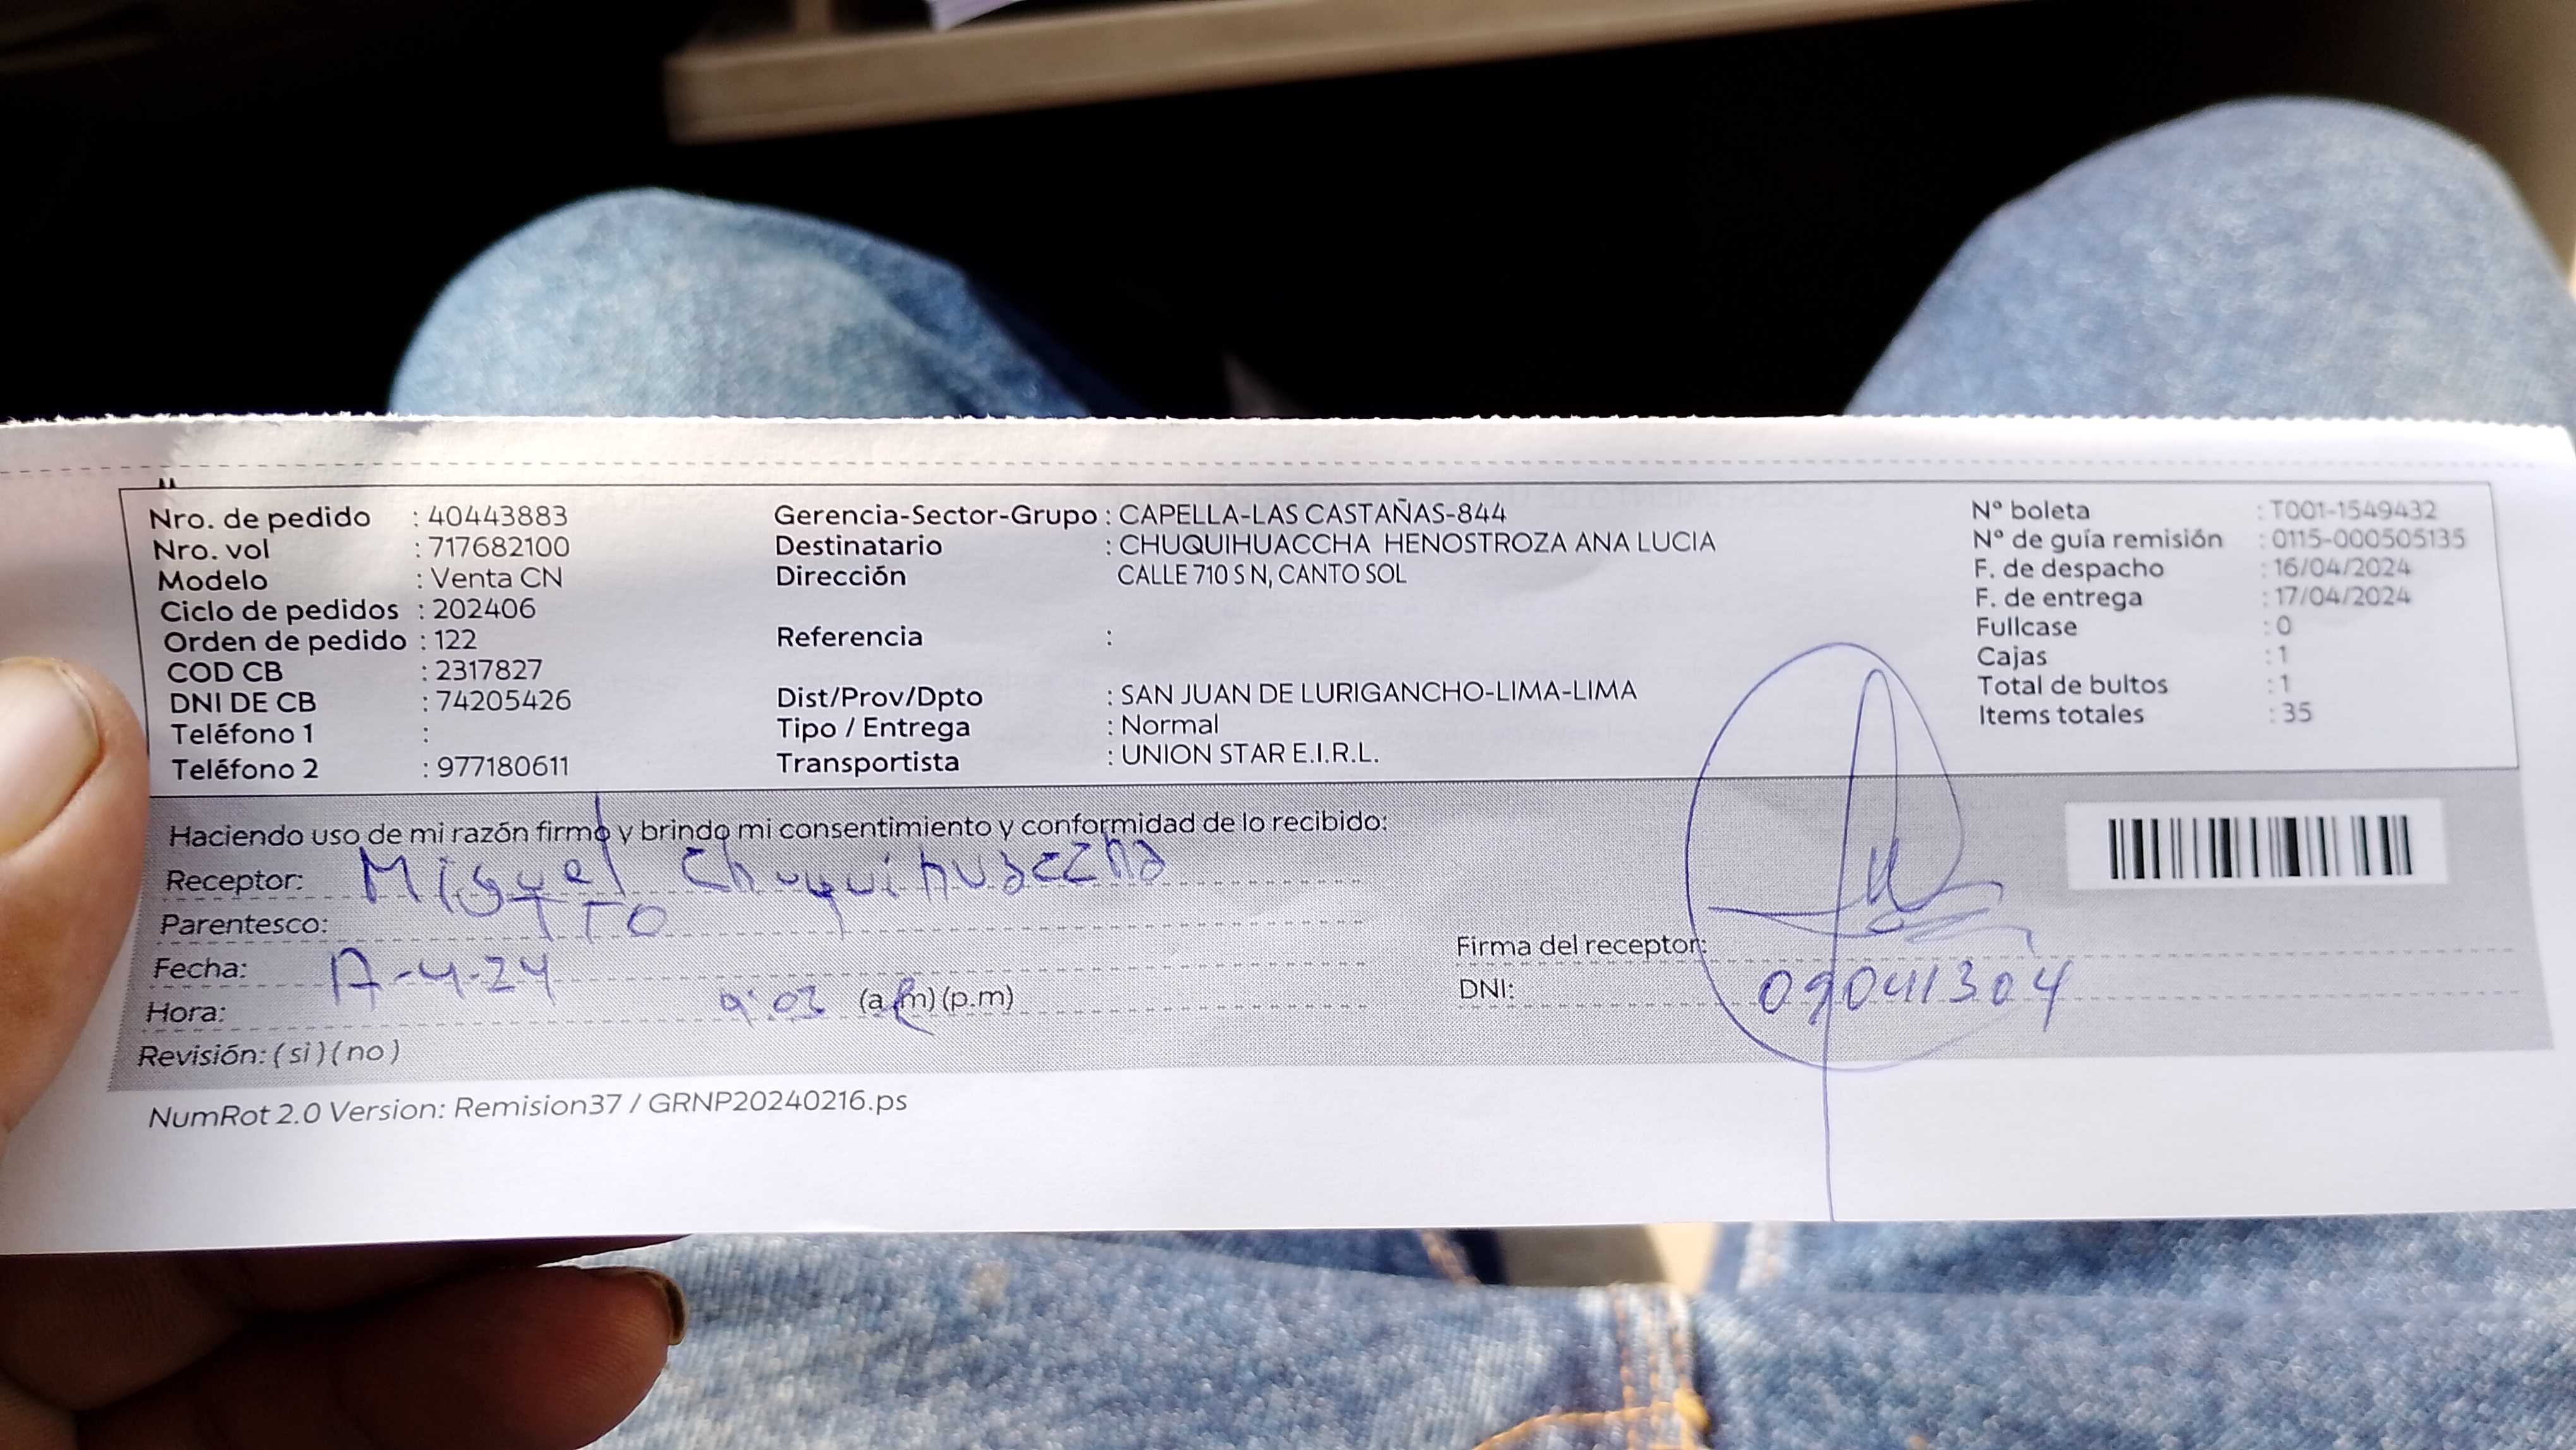 Nro. de pedido : 40443883
Nro. vol : 717682100
Modelo : Venta CN
Ciclo de pedidos : 202406
Orden de pedido : 122
COD CB : 2317827
DNI DE CB : 74205426
Teléfono 1 :
Teléfono 2 : 977180611
Gerencia-Sector-Grupo : CAPELLA-LAS CASTAÑAS-844
Destinatario : CHUQUIHUACCHA HENOSTROZA ANA LUCIA
Dirección CALLE 710 S N, CANTO SOL
Referencia :
Dist/Prov/Dpto : SAN JUAN DE LURIGANCHO-LIMA-LIMA
Tipo / Entrega : Normal
Transportista : UNION STAR E.I.R.L.
Nº boleta : T001-1549432
Nº de guía remisión : 0115-000505135
F. de despacho : 16/04/2024
F. de entrega : 17/04/2024
Fullcase : 0
Cajas : 1
Total de bultos : 1
Items totales : 35
Haciendo uso de mi razón firmo y brindo mi consentimiento y conformidad de lo recibido:
Receptor: Miguel Chuquihuaccha
Parentesco: TTO
Fecha: 17-4-24
Hora: 9:03 (a.m) (p.m)
Revisión: ( si ) ( no )
Firma del receptor:
DNI: 09041304
NumRot 2.0 Version: Remision37 / GRNP20240216.ps